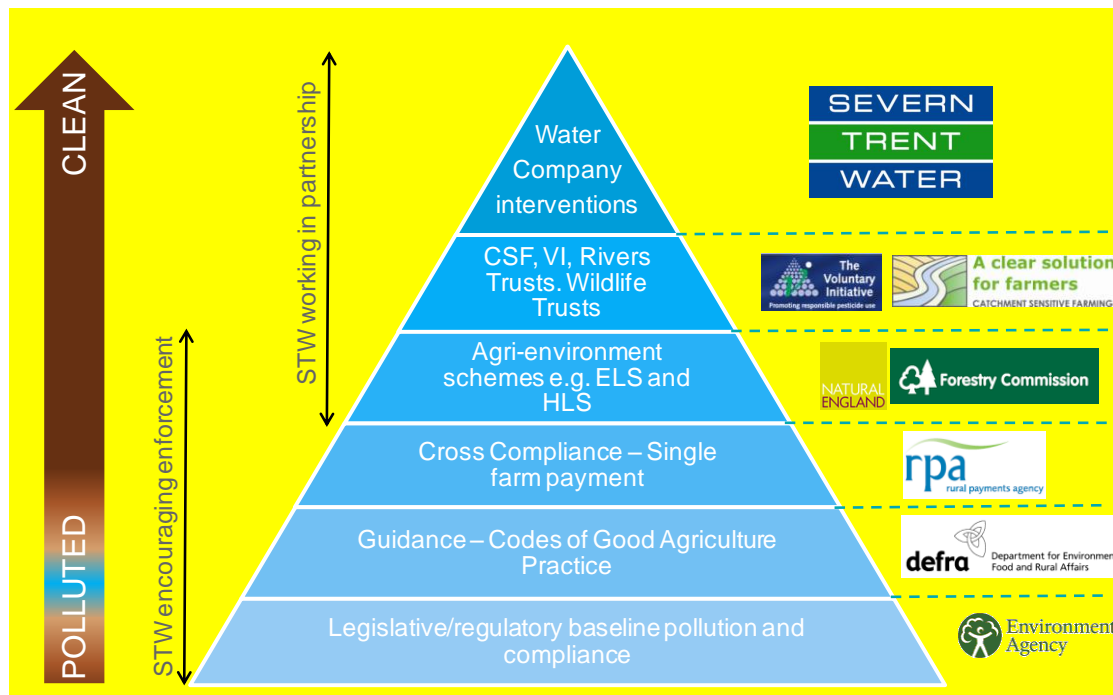 CLEAN
POLLUTED
STW working in partnership
STW encouraging enforcement
Water
Company
interventions
CSF, VI, Rivers
Trusts. Wildlife
Trusts
Agri-environment
schemes e.g. ELS and
HLS
Cross Compliance – Single
farm payment
Guidance – Codes of Good Agriculture
Practice
Legislative/regulatory baseline pollution and
compliance
SEVERN
TRENT
WATER
The
Voluntary
Initiative
Promoting responsible pesticide use
A clear solution
for farmers
CATCHMENT SENSITIVE FARMING
NATURAL
ENGLAND
Forestry Commission
rpa
rural payments agency
defra
Department for Environment
Food and Rural Affairs
Environment
Agency